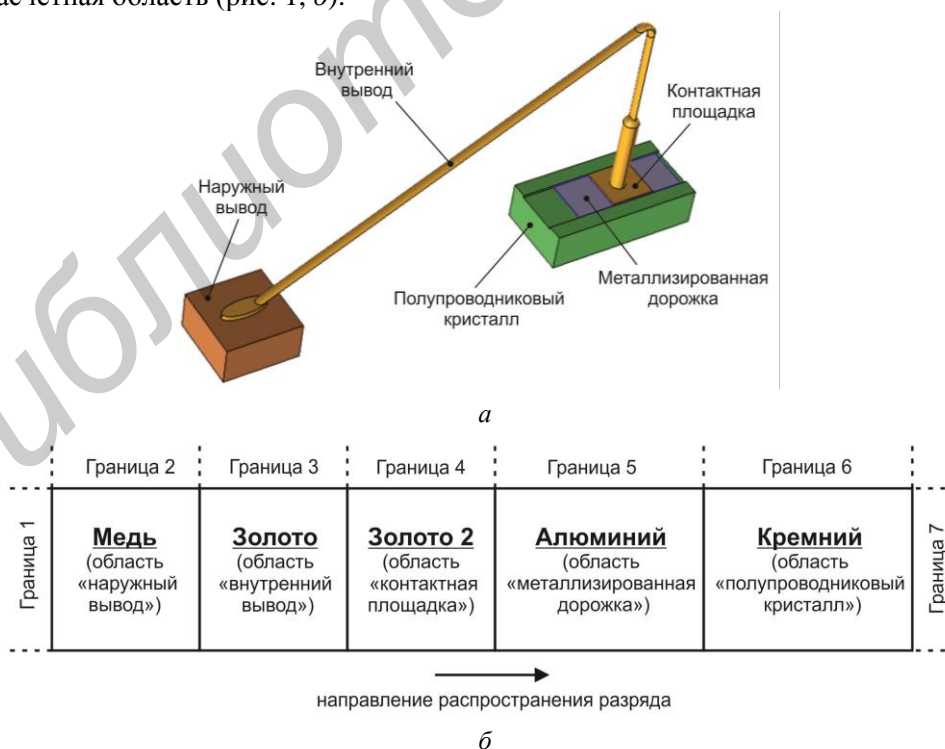 расчетная область (рис. 1, б).
Внутренний
вывод
Контактная
площадка
Наружный
вывод
Металлизированная
дорожка
Полупроводниковый
кристалл
а
Граница 2
Граница 3
Граница 4
Граница 5
Граница 6
Граница 1
Медь
(область
«наружный
вывод»)
Золото
(область
«внутренний
вывод»)
Золото 2
(область
«контактная
площадка»)
Алюминий
(область
«металлизированная
дорожка»)
Кремний
(область
«полупроводниковый
кристалл»)
Граница 7
направление распространения разряда
б